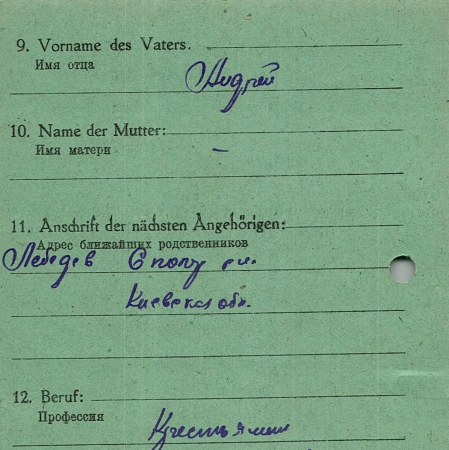 9. Vorname des Vaters.
Имя отца
Андрей
10. Name der Mutter:
Имя матери
–
11. Anschrift der nächsten Angehörigen:
Адрес ближайших родственников
Лебедев
Киевская обл.
12. Beruf:
Профессия
Крестьянин